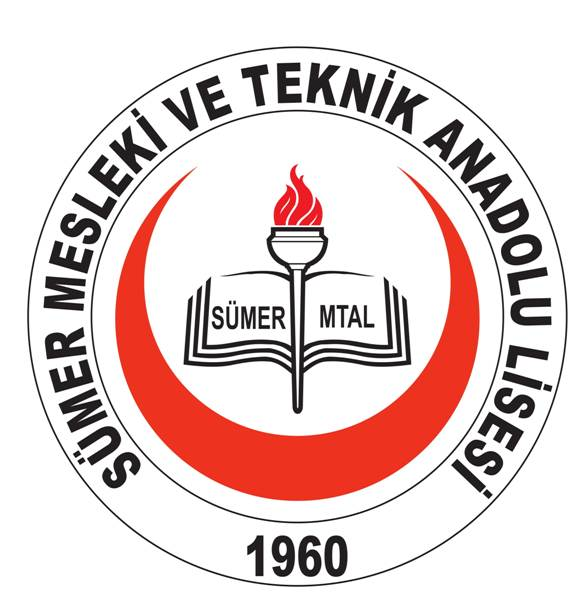 SÜMER MESLEKİ VE TEKNİK ANADOLU LİSESİ
SÜMER MTAL
1960